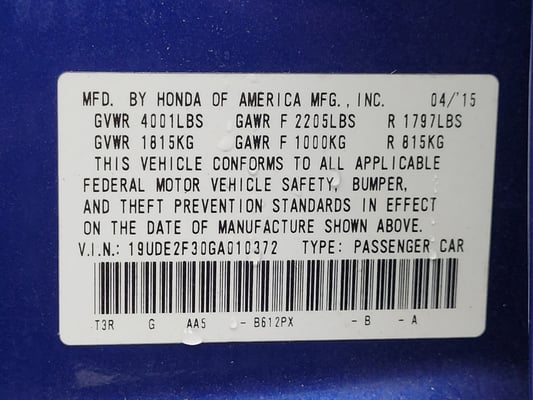 MFD. BY HONDA OF AMERICA MFG., INC. 04/'15
GVWR 4001LBS GAWR F 2205LBS R 1797LBS
GVWR 1815KG GAWR F 1000KG R 815KG
THIS VEHICLE CONFORMS TO ALL APPLICABLE
FEDERAL MOTOR VEHICLE SAFETY, BUMPER,
AND THEFT PREVENTION STANDARDS IN EFFECT
ON THE DATE OF MANUFACTURE SHOWN ABOVE.
V.I.N.: 19UDE2F30GA010372 TYPE: PASSENGER CAR
T3R G AA5 - B612PX - B - A